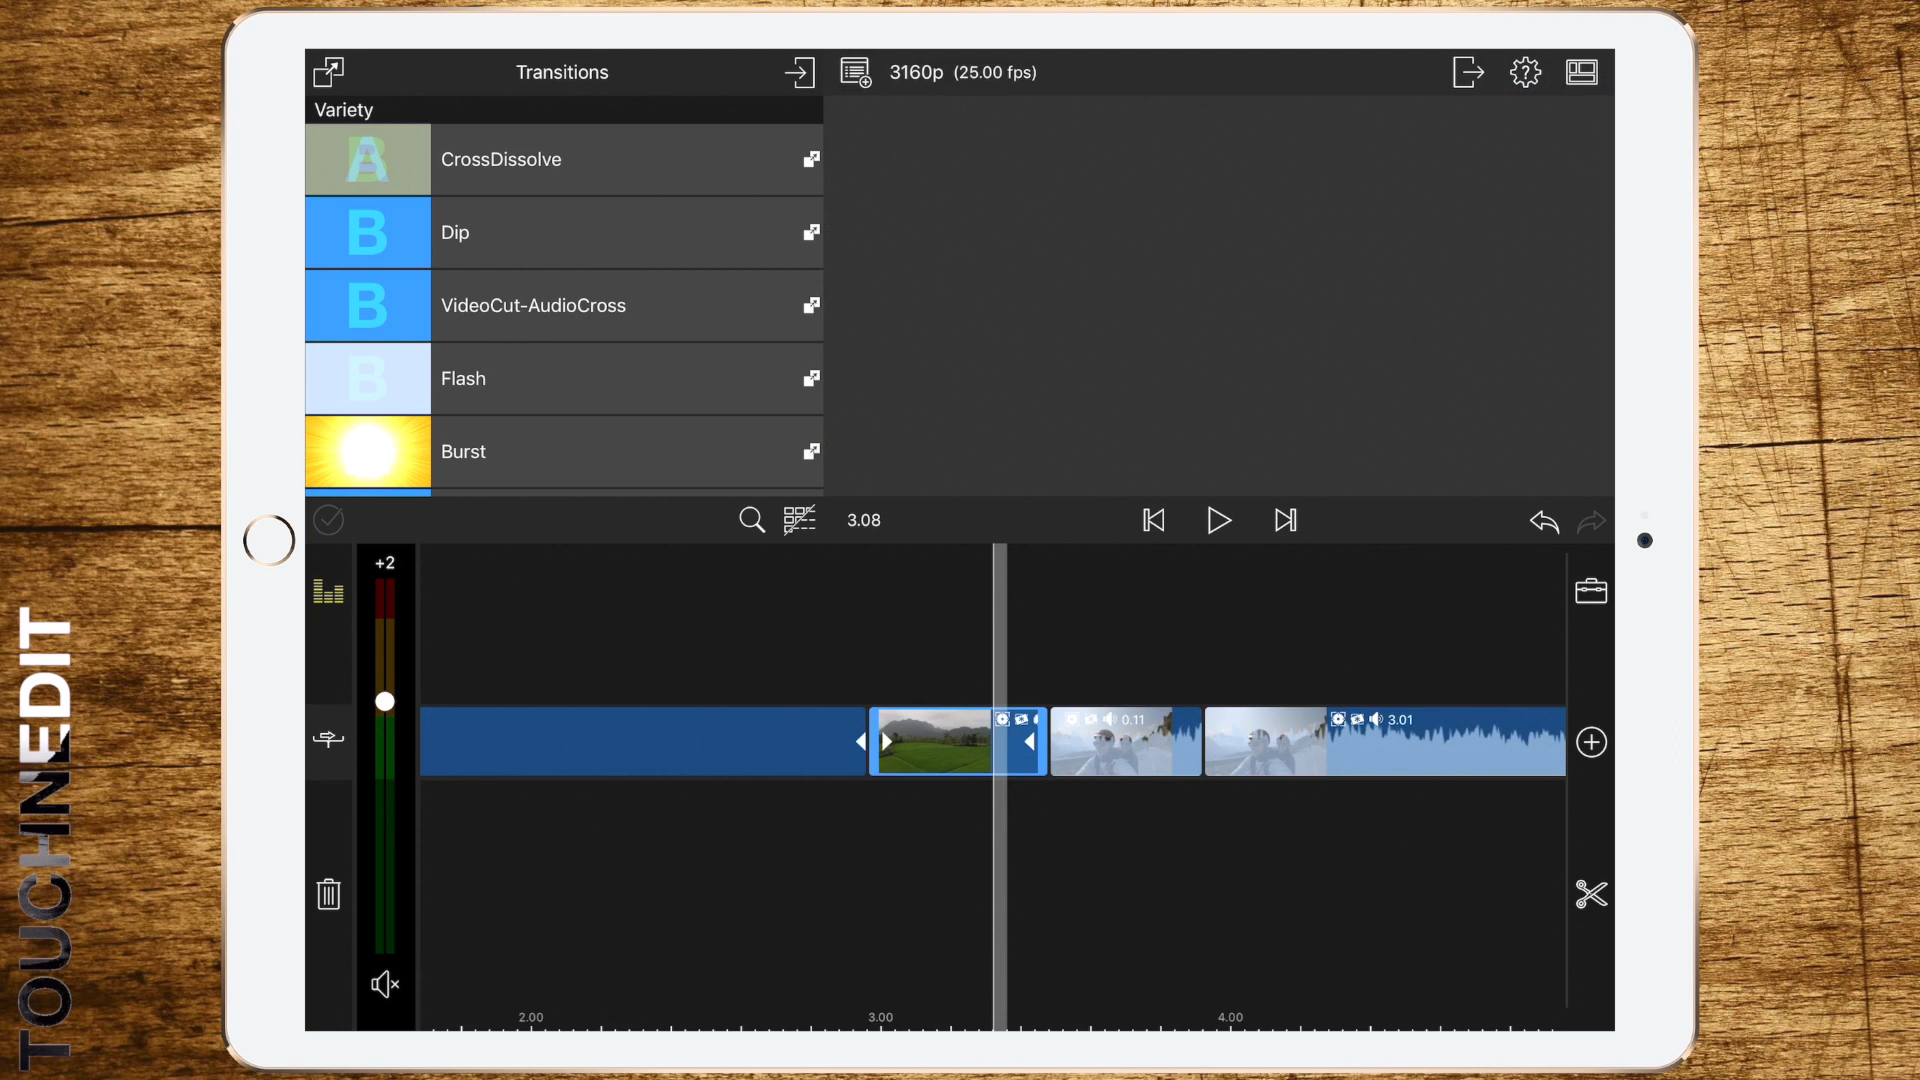 Transitions
3160p (25.00 fps)
Variety
A B
CrossDissolve
B
Dip
B
VideoCut-AudioCross
B
Flash
Burst
3.08
+2
0.11
3.01
2.00
3.00
4.00
TOUCHNEDIT